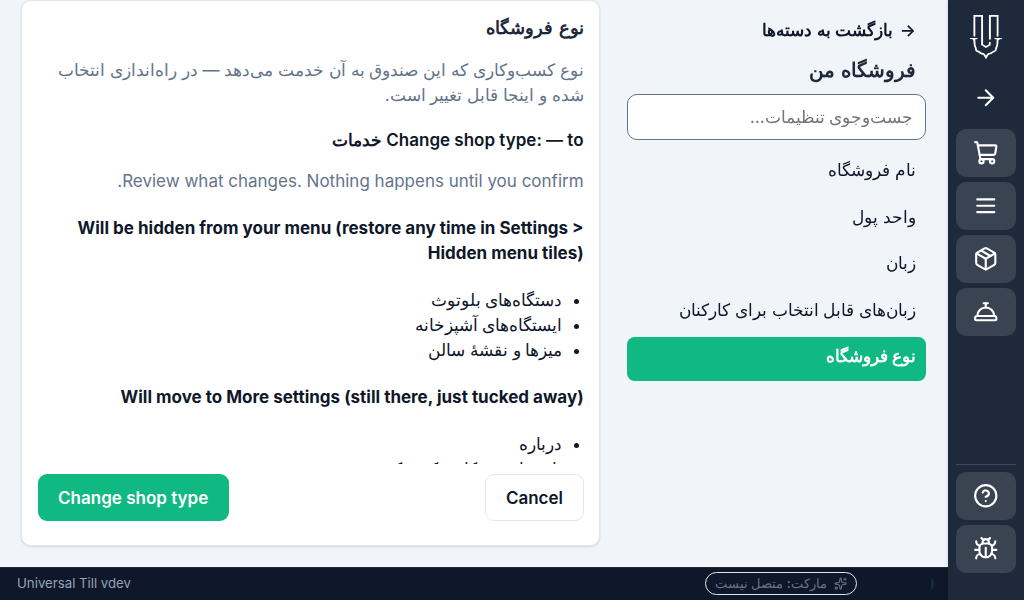 → بازگشت به دسته‌ها
فروشگاه من
جست‌وجوی تنظیمات...
نام فروشگاه
واحد پول
زبان
زبان‌های قابل انتخاب برای کارکنان
نوع فروشگاه
نوع فروشگاه
نوع کسب‌وکاری که این صندوق به آن خدمت می‌دهد — در راه‌اندازی انتخاب
شده و اینجا قابل تغییر است.
Change shop type: — to خدمات
Review what changes. Nothing happens until you confirm.
Will be hidden from your menu (restore any time in Settings >
Hidden menu tiles)
• دستگاه‌های بلوتوث
• ایستگاه‌های آشپزخانه
• میزها و نقشهٔ سالن
Will move to More settings (still there, just tucked away)
• درباره
Cancel
Change shop type
مارکت: متصل نیست
Universal Till vdev